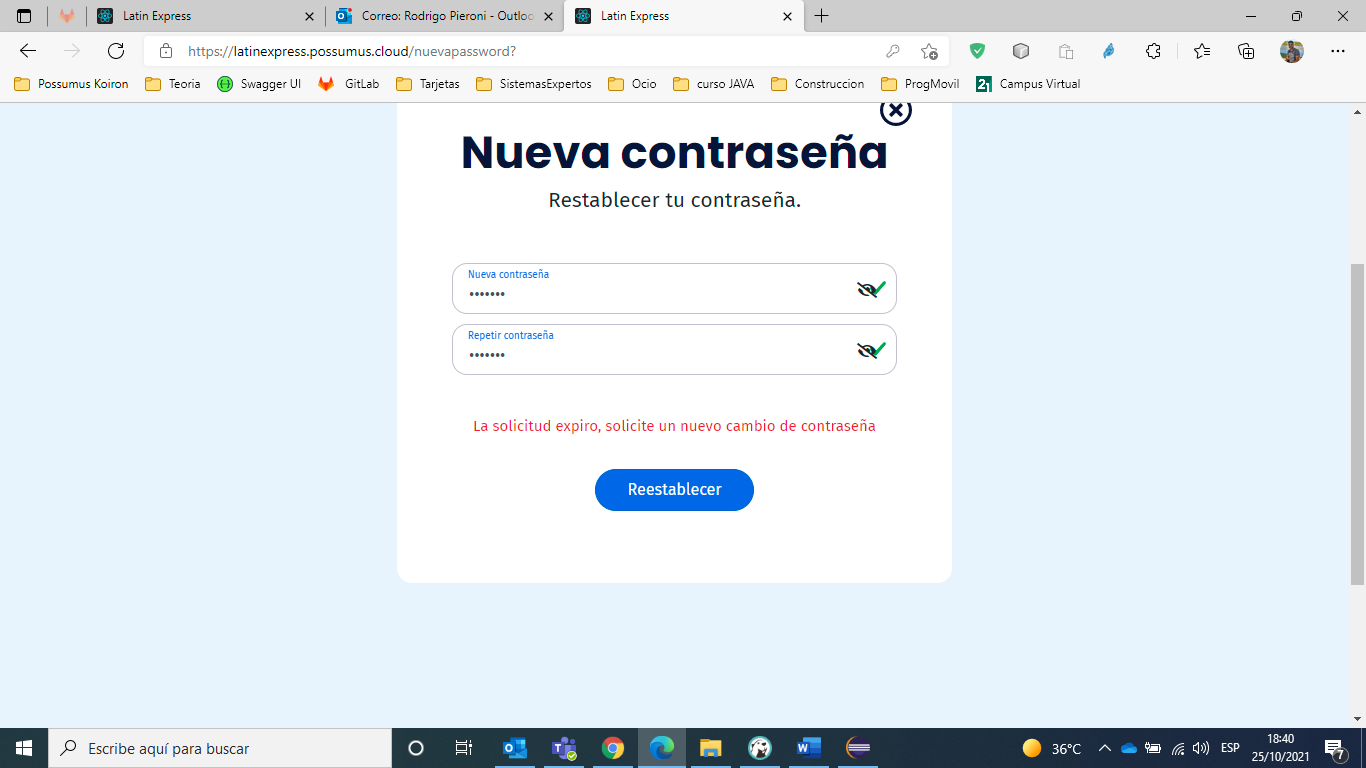 Latin Express
Correo: Rodrigo Pieroni - Outloo
Latin Express
https://latinexpress.possumus.cloud/nuevapassword?
Possumus Koiron
Teoria
Swagger UI
GitLab
Tarjetas
SistemasExpertos
Ocio
curso JAVA
Construccion
ProgMovil
21
Campus Virtual
Nueva contraseña
Restablecer tu contraseña.
Nueva contraseña
•••••••
Repetir contraseña
•••••••
La solicitud expiro, solicite un nuevo cambio de contraseña
Reestablecer
Escribe aquí para buscar
36°C
ESP
18:40
25/10/2021
7